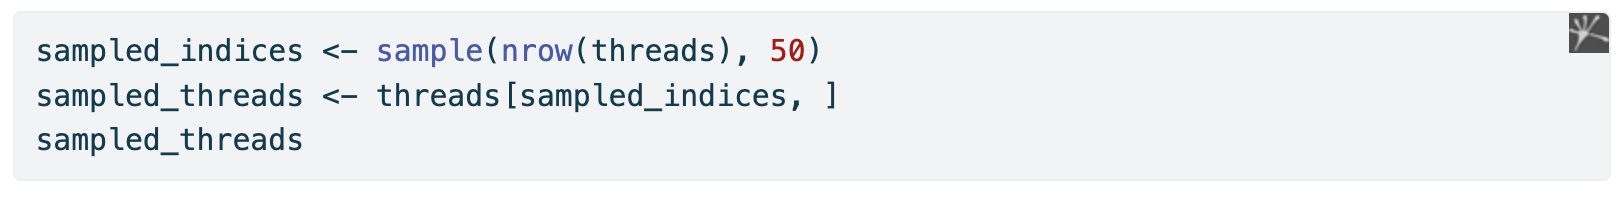 sampled_indices <- sample(nrow(threads), 50)
sampled_threads <- threads[sampled_indices, ]
sampled_threads